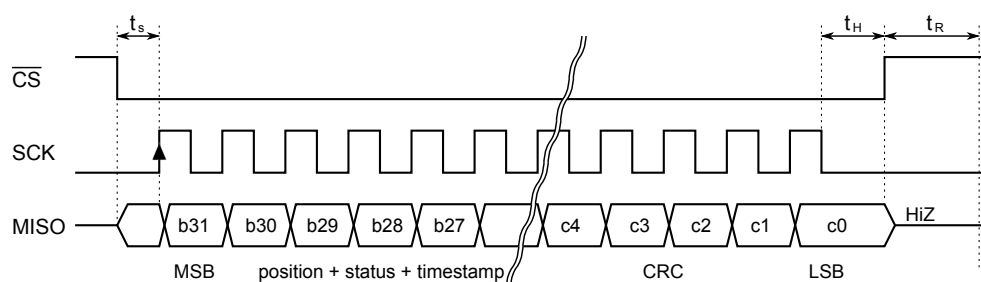 ts tH tR
CS
SCK
MISO b31 b30 b29 b28 b27 c4 c3 c2 c1 c0 HiZ
MSB position + status + timestamp CRC LSB